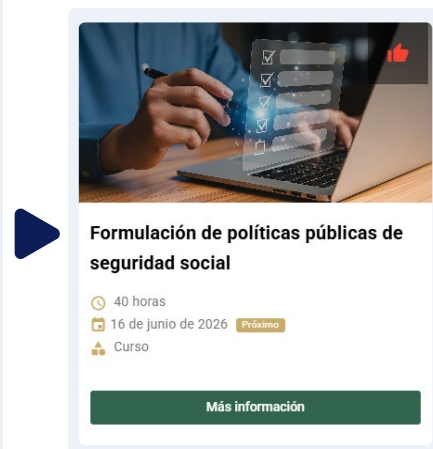 Formulación de políticas públicas de
seguridad social
40 horas
16 de junio de 2026 Próximo
Curso
Más información